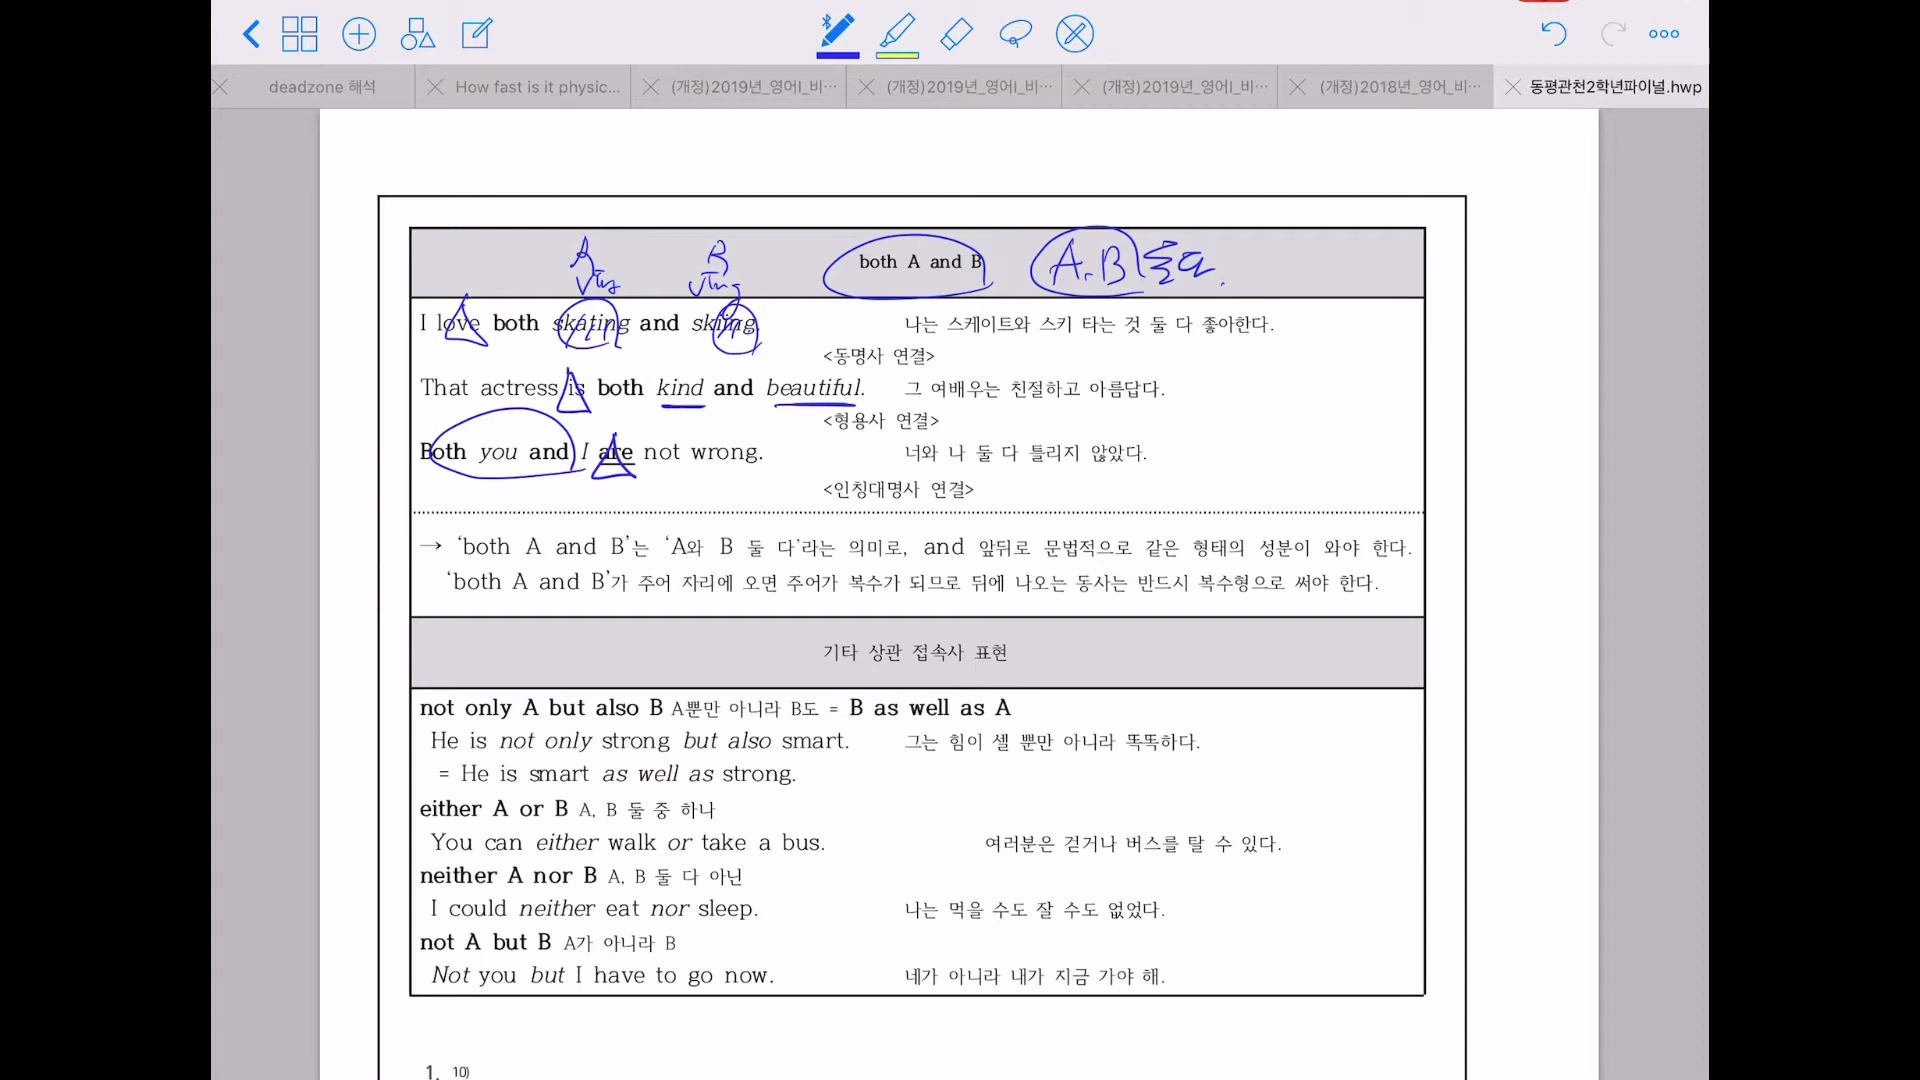 deadzone 해석 How fast is it physic... (개정)2019년_영어I_비... (개정)2019년_영어I_비... (개정)2019년_영어I_비... (개정)2018년_영어_비... 동평관천2학년파이널.hwp
A B both A and B A, B 둘다.
Ving Ving
I love both skating and skiing. 나는 스케이트와 스키 타는 것 둘 다 좋아한다.
<동명사 연결>
That actress is both kind and beautiful. 그 여배우는 친절하고 아름답다.
<형용사 연결>
Both you and I are not wrong. 너와 나 둘 다 틀리지 않았다.
<인칭대명사 연결>
→ ‘both A and B’는 ‘A와 B 둘 다’라는 의미로, and 앞뒤로 문법적으로 같은 형태의 성분이 와야 한다.
‘both A and B’가 주어 자리에 오면 주어가 복수가 되므로 뒤에 나오는 동사는 반드시 복수형으로 써야 한다.
기타 상관 접속사 표현
not only A but also B A뿐만 아니라 B도 = B as well as A
He is not only strong but also smart. 그는 힘이 셀 뿐만 아니라 똑똑하다.
= He is smart as well as strong.
either A or B A, B 둘 중 하나
You can either walk or take a bus. 여러분은 걷거나 버스를 탈 수 있다.
neither A nor B A, B 둘 다 아닌
I could neither eat nor sleep. 나는 먹을 수도 잘 수도 없었다.
not A but B A가 아니라 B
Not you but I have to go now. 네가 아니라 내가 지금 가야 해.
1. 10)